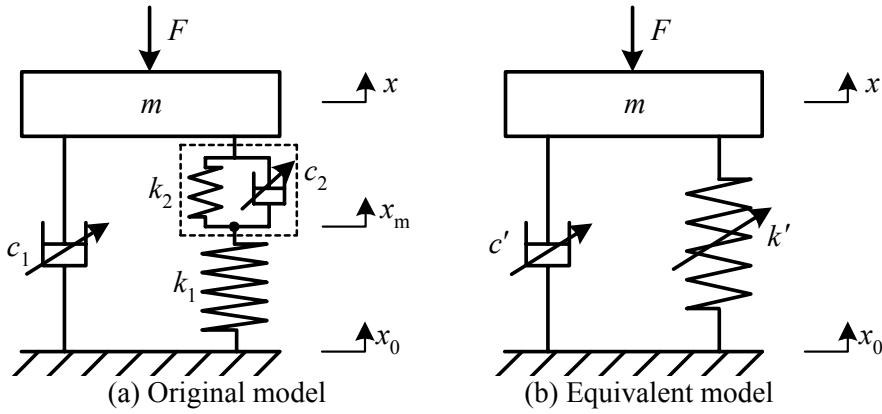 F
x
m
k₂
c₂
xₘ
c₁
k₁
x₀
(a) Original model
F
x
m
c′
k′
x₀
(b) Equivalent model